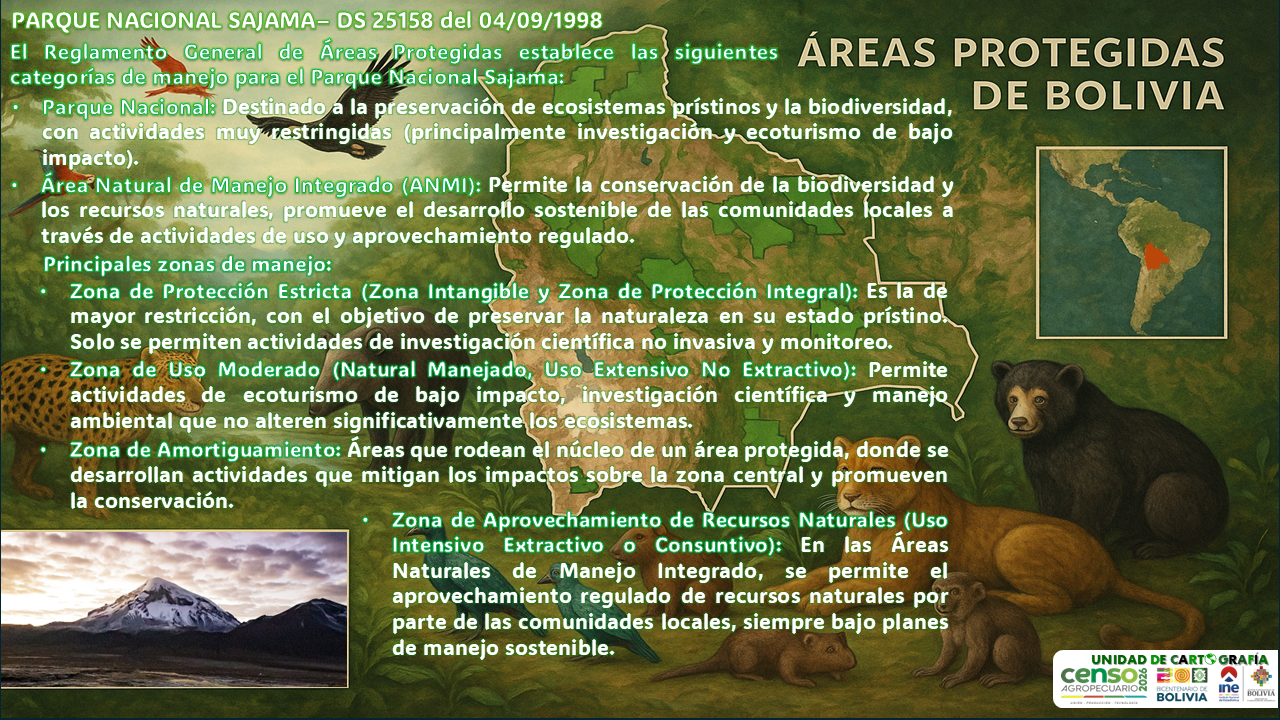 PARQUE NACIONAL SAJAMA– DS 25158 del 04/09/1998
El Reglamento General de Áreas Protegidas establece las siguientes
categorías de manejo para el Parque Nacional Sajama:
• Parque Nacional: Destinado a la preservación de ecosistemas prístinos y la biodiversidad,
con actividades muy restringidas (principalmente investigación y ecoturismo de bajo
impacto).
• Área Natural de Manejo Integrado (ANMI): Permite la conservación de la biodiversidad y
los recursos naturales, promueve el desarrollo sostenible de las comunidades locales a
través de actividades de uso y aprovechamiento regulado.
Principales zonas de manejo:
• Zona de Protección Estricta (Zona Intangible y Zona de Protección Integral): Es la de
mayor restricción, con el objetivo de preservar la naturaleza en su estado prístino.
Solo se permiten actividades de investigación científica no invasiva y monitoreo.
• Zona de Uso Moderado (Natural Manejado, Uso Extensivo No Extractivo): Permite
actividades de ecoturismo de bajo impacto, investigación científica y manejo
ambiental que no alteren significativamente los ecosistemas.
• Zona de Amortiguamiento: Áreas que rodean el núcleo de un área protegida, donde se
desarrollan actividades que mitigan los impactos sobre la zona central y promueven
la conservación.
• Zona de Aprovechamiento de Recursos Naturales (Uso
Intensivo Extractivo o Consuntivo): En las Áreas
Naturales de Manejo Integrado, se permite el
aprovechamiento regulado de recursos naturales por
parte de las comunidades locales, siempre bajo planes
de manejo sostenible.
ÁREAS PROTEGIDAS
DE BOLIVIA
UNIDAD DE CARTOGRAFÍA
censo
AGROPECUARIO
2026
BICENTENARIO DE
BOLIVIA
ine
BOLIVIA